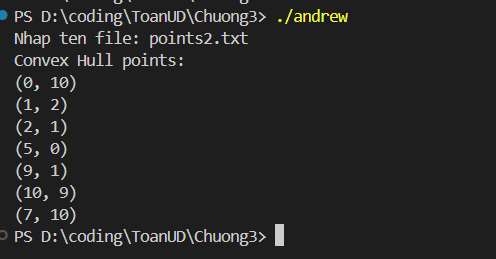 PS D:\coding\ToanUD\Chuong3> ./andrew
Nhap ten file: points2.txt
Convex Hull points:
(0, 10)
(1, 2)
(2, 1)
(5, 0)
(9, 1)
(10, 9)
(7, 10)
PS D:\coding\ToanUD\Chuong3>